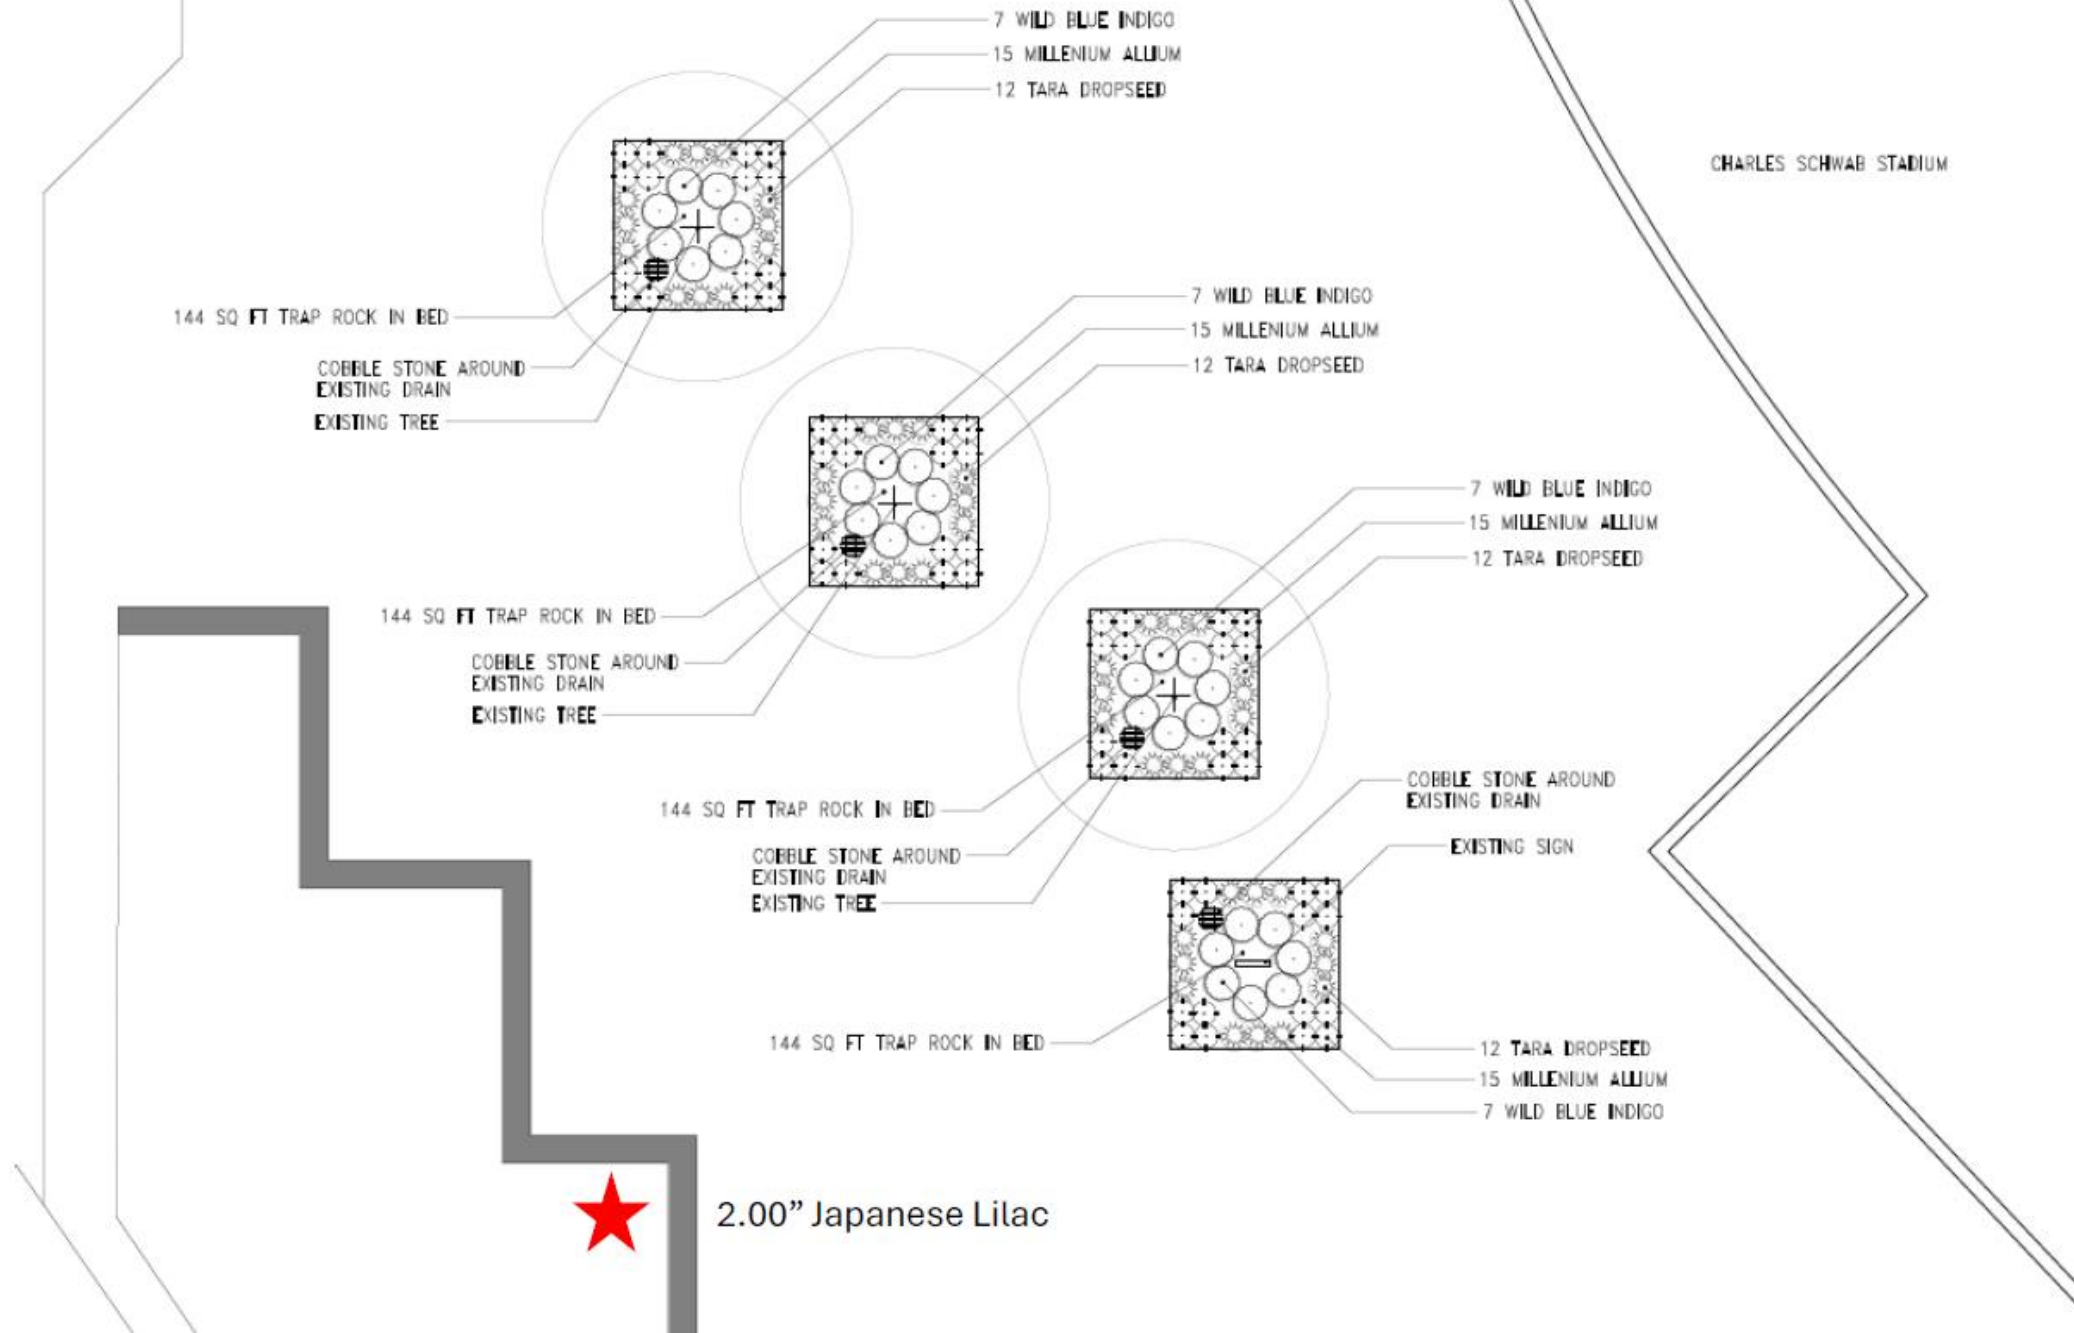 7 WILD BLUE INDIGO
15 MILLENIUM ALLIUM
12 TARA DROPSEED
CHARLES SCHWAB STADIUM
144 SQ FT TRAP ROCK IN BED
COBBLE STONE AROUND
EXISTING DRAIN
EXISTING TREE
7 WILD BLUE INDIGO
15 MILLENIUM ALLIUM
12 TARA DROPSEED
144 SQ FT TRAP ROCK IN BED
COBBLE STONE AROUND
EXISTING DRAIN
EXISTING TREE
7 WILD BLUE INDIGO
15 MILLENIUM ALLIUM
12 TARA DROPSEED
144 SQ FT TRAP ROCK IN BED
COBBLE STONE AROUND
EXISTING DRAIN
EXISTING TREE
COBBLE STONE AROUND
EXISTING DRAIN
EXISTING SIGN
144 SQ FT TRAP ROCK IN BED
12 TARA DROPSEED
15 MILLENIUM ALLIUM
7 WILD BLUE INDIGO
2.00” Japanese Lilac